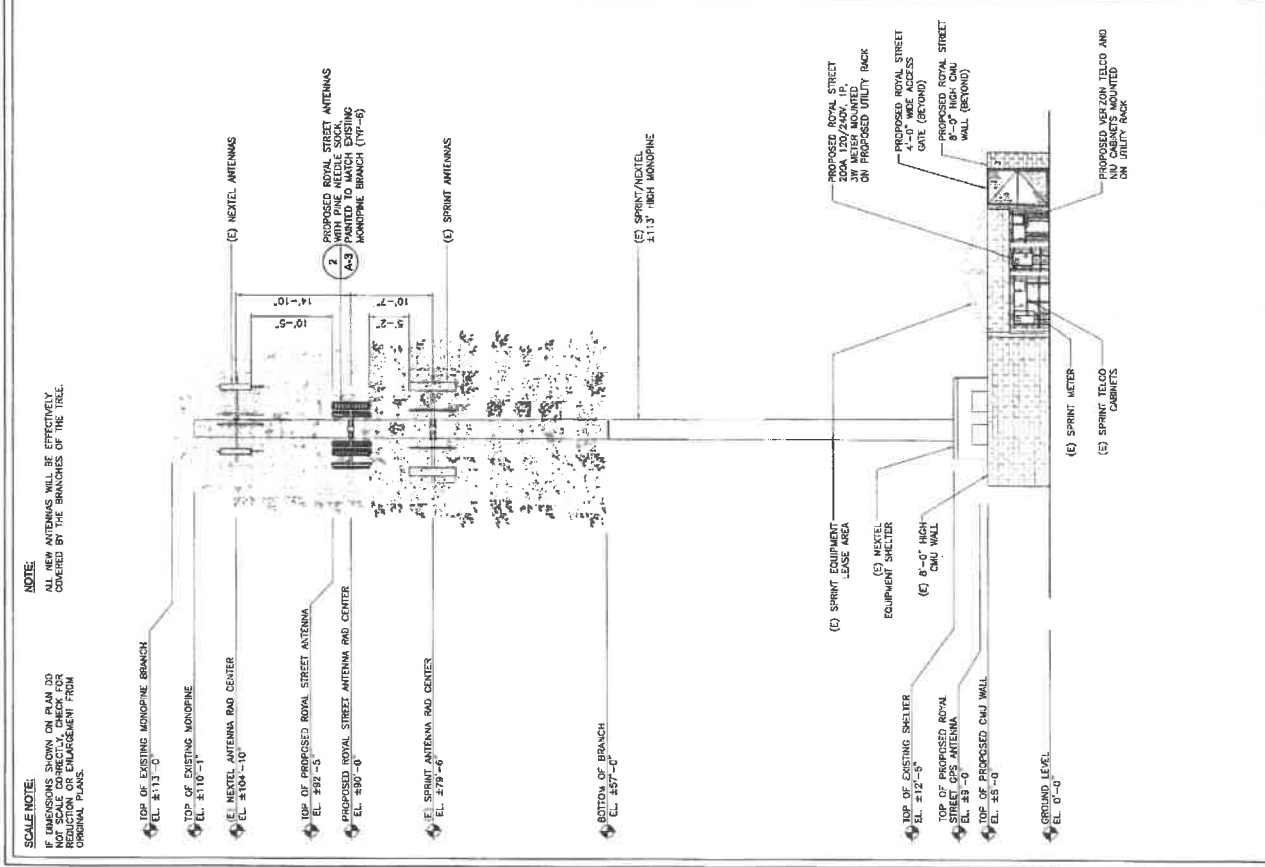 SCALE NOTE:
IF DIMENSIONS SHOWN ON PLAN DO
NOT SCALE CORRECTLY, CHECK FOR
REDUCTION OR ENLARGEMENT FROM
ORIGINAL PLANS.
NOTE:
ALL NEW ANTENNAS WILL BE EFFECTIVELY
COVERED BY THE BRANCHES OF THE TREE.
TOP OF EXISTING MONOPINE BRANCH
EL. ±113'-0"
TOP OF EXISTING MONOPINE
EL. ±110'-1"
(E) NEXTEL ANTENNA RAD CENTER
EL. ±104'-10"
TOP OF PROPOSED ROYAL STREET ANTENNA
EL. ±92'-5"
PROPOSED ROYAL STREET ANTENNA RAD CENTER
EL. ±90'-0"
(E) SPRINT ANTENNA RAD CENTER
EL. ±79'-6"
BOTTOM OF BRANCH
EL. ±57'-0"
TOP OF EXISTING SHELTER
EL. ±12'-5"
TOP OF PROPOSED ROYAL
STREET GPS ANTENNA
EL. ±9'-0"
TOP OF PROPOSED CMU WALL
EL. ±8'-0"
GROUND LEVEL
EL. 0'-0"
(E) NEXTEL ANTENNAS
2
A-3
PROPOSED ROYAL STREET ANTENNAS
WITH PINE NEEDLE SOCK,
PAINTED TO MATCH EXISTING
MONOPINE BRANCH (TYP-6)
(E) SPRINT ANTENNAS
14'-10"
10'-5"
10'-7"
5'-2"
(E) SPRINT/NEXTEL
±113' HIGH MONOPINE
(E) SPRINT EQUIPMENT
LEASE AREA
(E) NEXTEL
EQUIPMENT SHELTER
(E) 8'-0" HIGH
CMU WALL
PROPOSED ROYAL STREET
200A 120/240V, 1P,
3W METER MOUNTED
ON PROPOSED UTILITY RACK
PROPOSED ROYAL STREET
4'-0" WIDE ACCESS
GATE (BEYOND)
PROPOSED ROYAL STREET
8'-0" HIGH CMU
WALL (BEYOND)
(E) SPRINT METER
(E) SPRINT TELCO
CABINETS
PROPOSED VERIZON TELCO AND
NIU CABINETS MOUNTED
ON UTILITY RACK